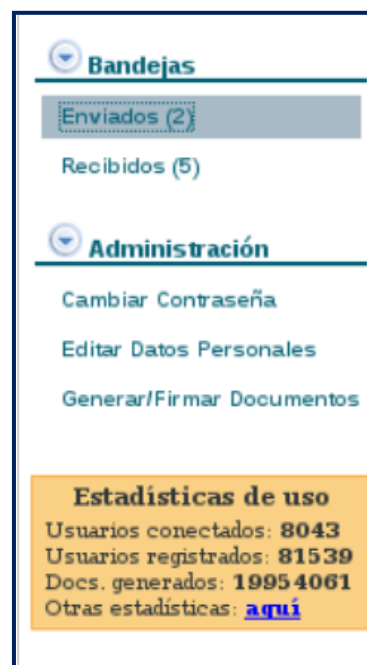 Bandejas
Enviados (2)
Recibidos (5)
Administración
Cambiar Contraseña
Editar Datos Personales
Generar/Firmar Documentos
Estadísticas de uso
Usuarios conectados: 8043
Usuarios registrados: 81539
Docs. generados: 19954061
Otras estadísticas: aquí